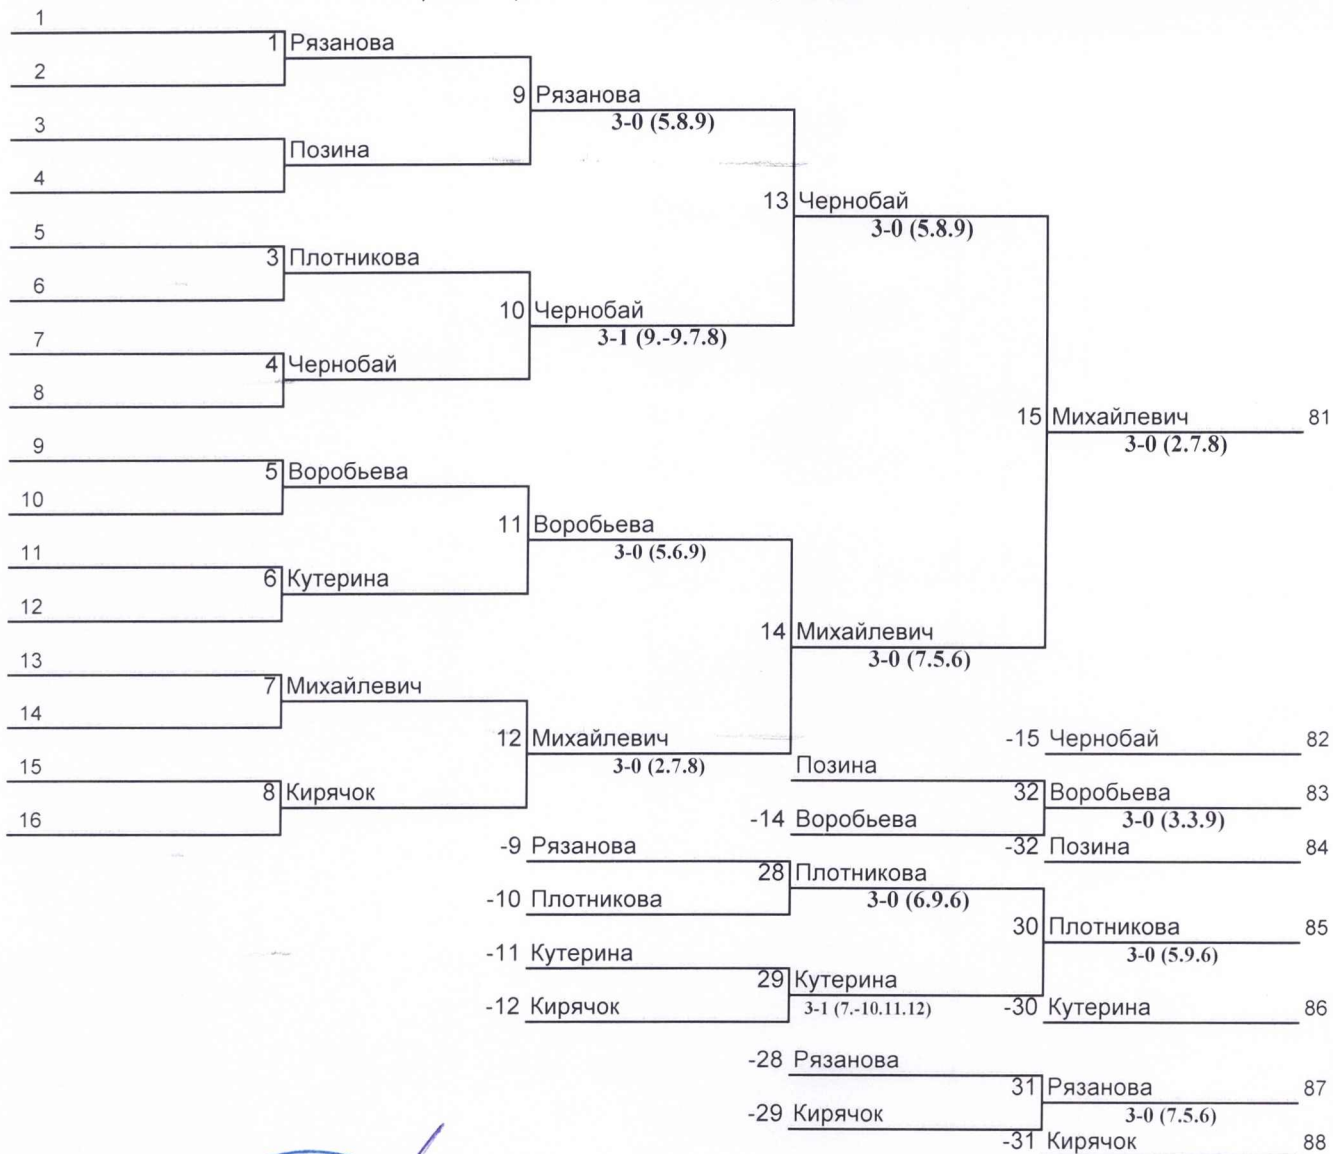 1
1 Рязанова
2
9 Рязанова
3-0 (5.8.9)
3
Позина
4
13 Чернобай
3-0 (5.8.9)
5
3 Плотникова
6
10 Чернобай
3-1 (9.-9.7.8)
7
4 Чернобай
8
15 Михайлевич 81
3-0 (2.7.8)
9
5 Воробьева
10
11 Воробьева
3-0 (5.6.9)
11
6 Кутерина
12
14 Михайлевич
3-0 (7.5.6)
13
7 Михайлевич
14
12 Михайлевич
3-0 (2.7.8)
-15 Чернобай 82
15
Позина
8 Кирячок
32 Воробьева 83
3-0 (3.3.9)
16
-14 Воробьева
-9 Рязанова
-32 Позина 84
28 Плотникова
3-0 (6.9.6)
-10 Плотникова
30 Плотникова 85
3-0 (5.9.6)
-11 Кутерина
29 Кутерина
3-1 (7.-10.11.12)
-12 Кирячок
-30 Кутерина 86
-28 Рязанова
31 Рязанова 87
3-0 (7.5.6)
-29 Кирячок
-31 Кирячок 88